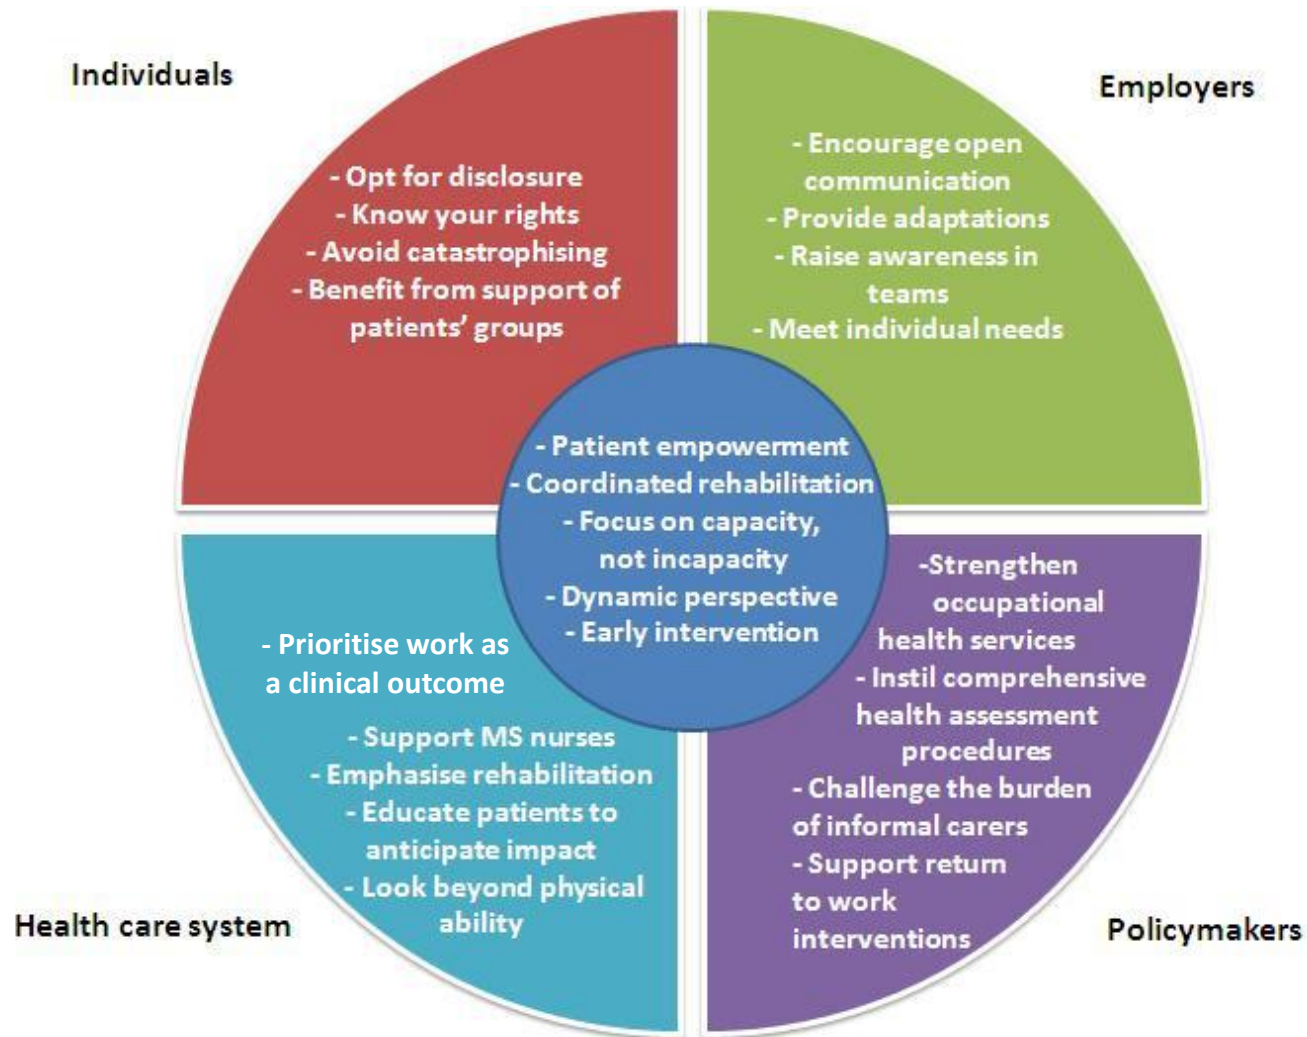 Individuals
- Opt for disclosure
- Know your rights
- Avoid catastrophising
- Benefit from support of
patients’ groups
Employers
- Encourage open
communication
- Provide adaptations
- Raise awareness in
teams
- Meet individual needs
- Patient empowerment
- Coordinated rehabilitation
- Focus on capacity,
not incapacity
- Dynamic perspective
- Early intervention
- Prioritise work as
a clinical outcome
- Support MS nurses
- Emphasise rehabilitation
- Educate patients to
anticipate impact
- Look beyond physical
ability
Health care system
-Strengthen
occupational
health services
- Instil comprehensive
health assessment
procedures
- Challenge the burden
of informal carers
- Support return
to work
interventions
Policymakers